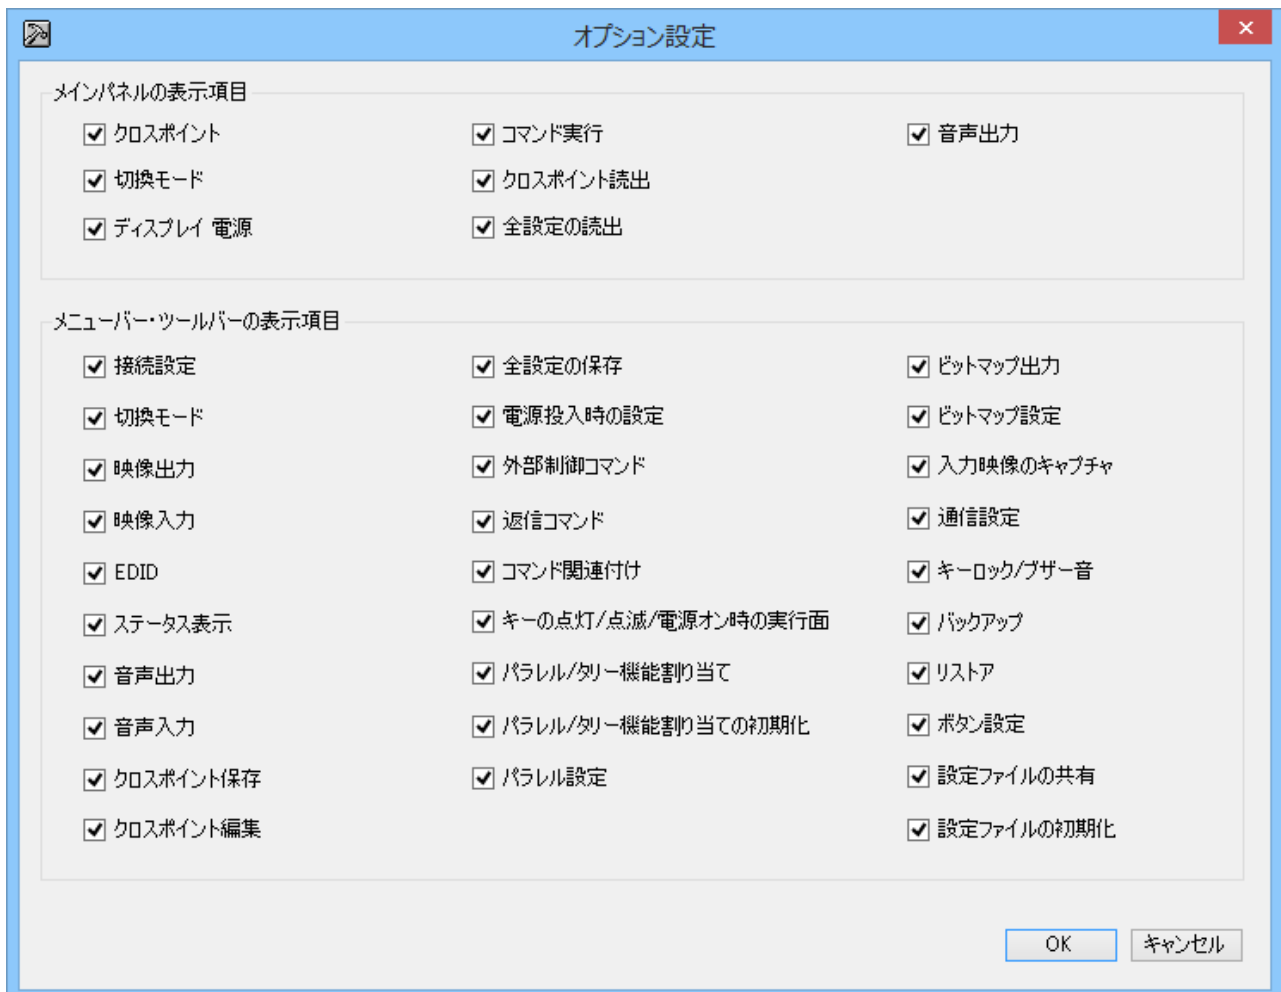 オプション設定
メインパネルの表示項目
クロスポイント
コマンド実行
音声出力
切換モード
クロスポイント読出
ディスプレイ 電源
全設定の読出
メニューバー・ツールバーの表示項目
接続設定
全設定の保存
ビットマップ出力
切換モード
電源投入時の設定
ビットマップ設定
映像出力
外部制御コマンド
入力映像のキャプチャ
映像入力
返信コマンド
通信設定
EDID
コマンド関連付け
キーロック/ブザー音
ステータス表示
キーの点灯/点滅/電源オン時の実行面
バックアップ
音声出力
パラレル/タリー機能割り当て
リストア
音声入力
パラレル/タリー機能割り当ての初期化
ボタン設定
クロスポイント保存
パラレル設定
設定ファイルの共有
クロスポイント編集
設定ファイルの初期化
OK
キャンセル